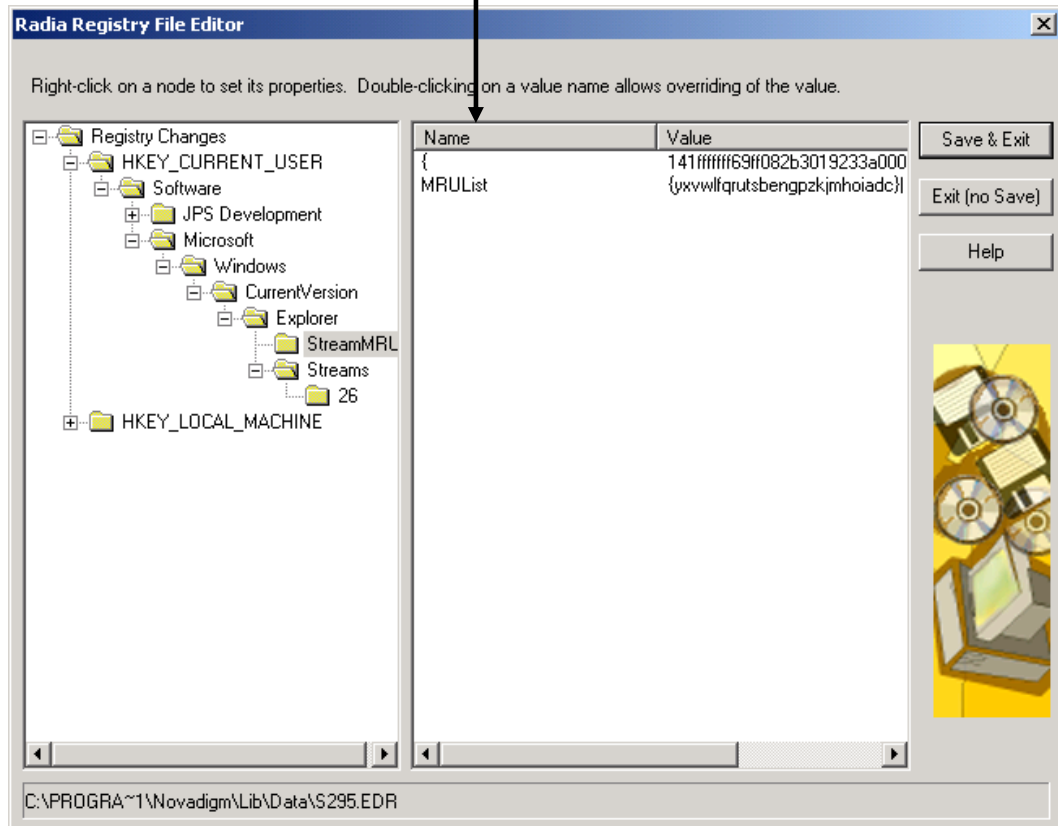 Radia Registry File Editor
Right-click on a node to set its properties. Double-clicking on a value name allows overriding of the value.
Registry Changes
HKEY_CURRENT_USER
Software
JPS Development
Microsoft
Windows
CurrentVersion
Explorer
StreamMRU
Streams
26
HKEY_LOCAL_MACHINE
Name Value
{ 141ffffff69ff082b3019233a000
MRUList {yxvwlfqrutsbengpzkjmhoiadc}|
Save & Exit
Exit (no Save)
Help
C:\PROGRA~1\Novadigm\Lib\Data\S295.EDR